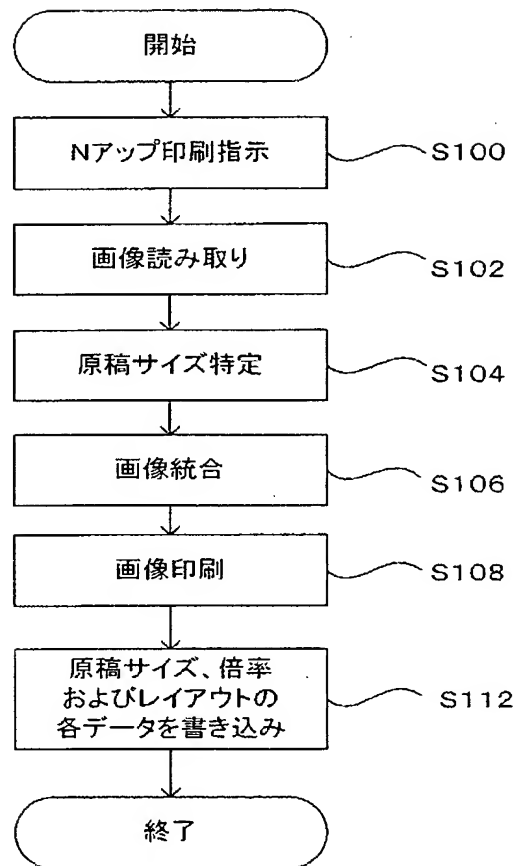 開始
Nアップ印刷指示
S100
画像読み取り
S102
原稿サイズ特定
S104
画像統合
S106
画像印刷
S108
原稿サイズ、倍率
およびレイアウトの
各データを書き込み
S112
終了